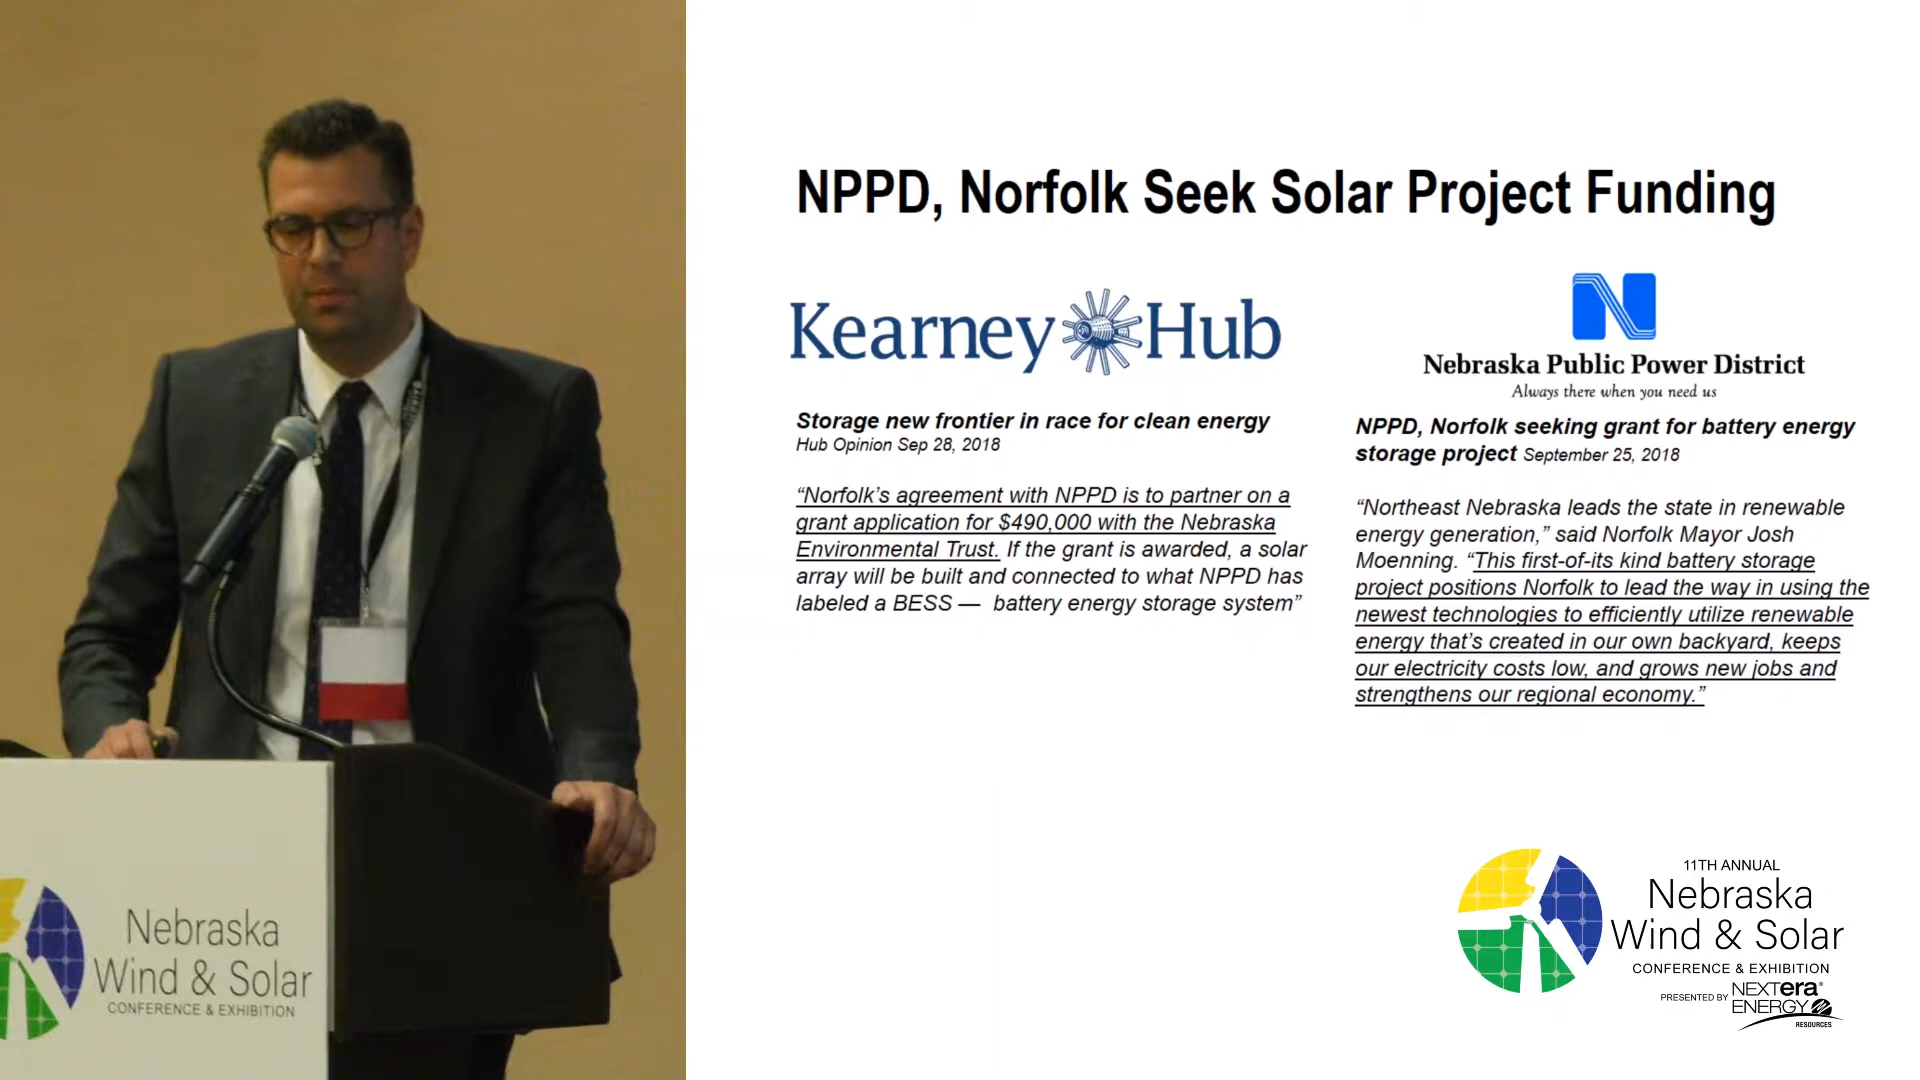 NPPD, Norfolk Seek Solar Project Funding
Kearney Hub
Storage new frontier in race for clean energy
Hub Opinion Sep 28, 2018
“Norfolk’s agreement with NPPD is to partner on a
grant application for $490,000 with the Nebraska
Environmental Trust. If the grant is awarded, a solar
array will be built and connected to what NPPD has
labeled a BESS — battery energy storage system”
N
Nebraska Public Power District
Always there when you need us
NPPD, Norfolk seeking grant for battery energy
storage project September 25, 2018
“Northeast Nebraska leads the state in renewable
energy generation,” said Norfolk Mayor Josh
Moenning. “This first-of-its kind battery storage
project positions Norfolk to lead the way in using the
newest technologies to efficiently utilize renewable
energy that’s created in our own backyard, keeps
our electricity costs low, and grows new jobs and
strengthens our regional economy.”
Nebraska
Wind & Solar
CONFERENCE & EXHIBITION
11TH ANNUAL
Nebraska
Wind & Solar
CONFERENCE & EXHIBITION
PRESENTED BY NEXTera®
ENERGY
RESOURCES